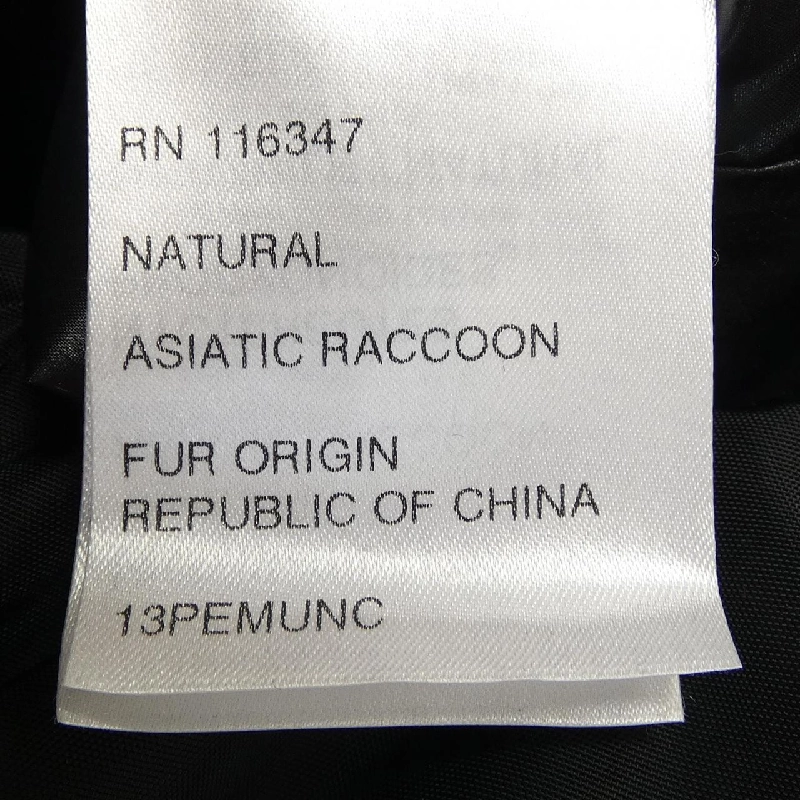 RN 116347
NATURAL
ASIATIC RACCOON
FUR ORIGIN
REPUBLIC OF CHINA
13PEMUNC